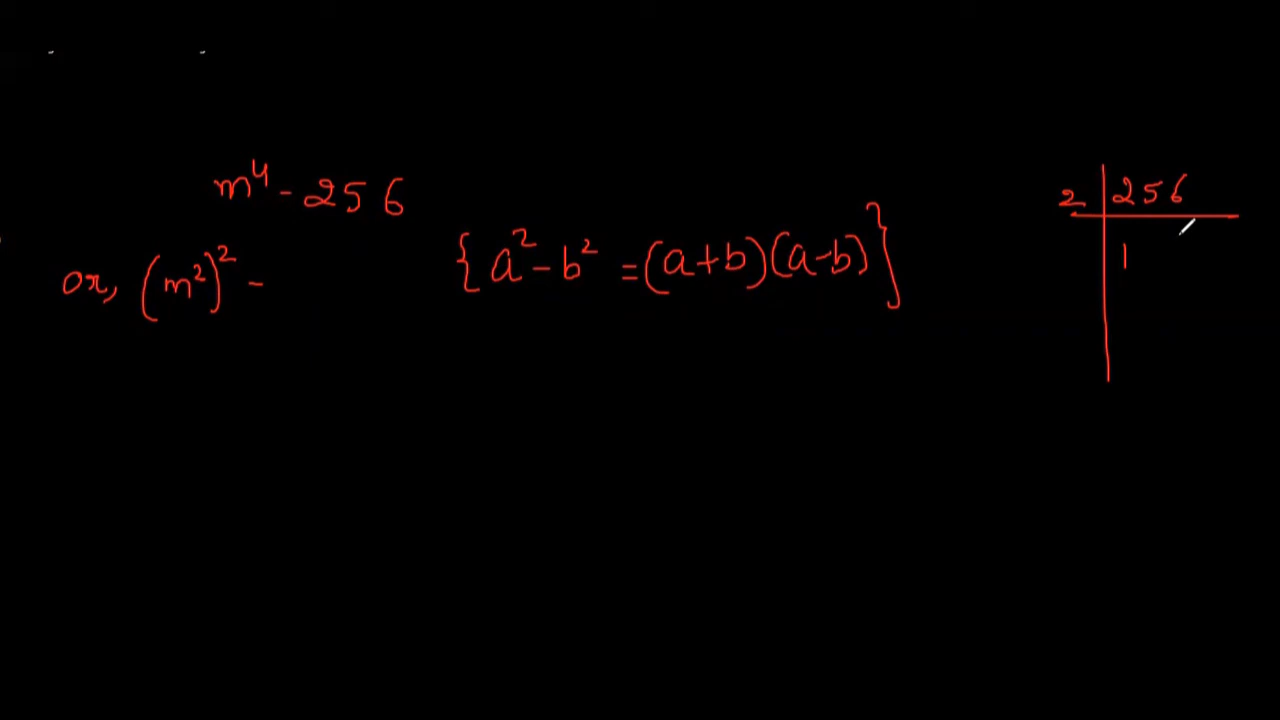 m⁴ - 256
or, (m²)² - {a² - b² = (a+b)(a-b)}
2 | 256
1